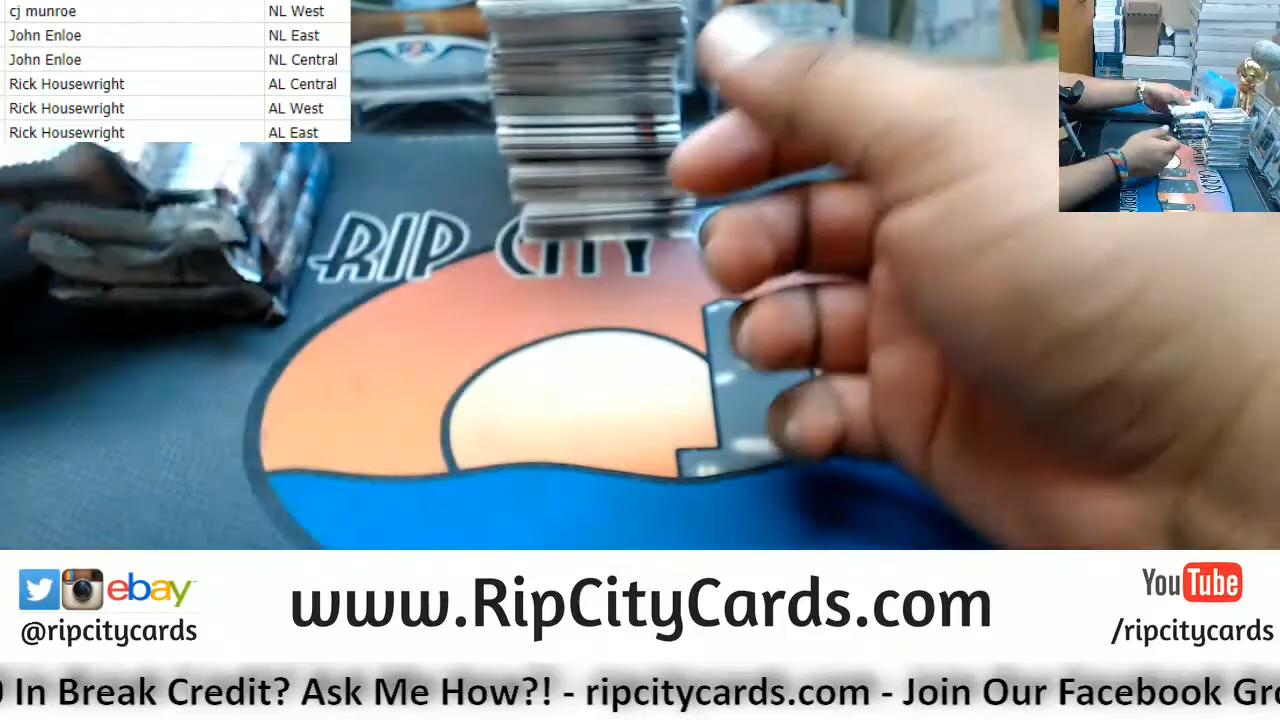 cj munroe NL West
John Enloe NL East
John Enloe NL Central
Rick Housewright AL Central
Rick Housewright AL West
Rick Housewright AL East
RIP CITY
ebay
@ripcitycards
www.RipCityCards.com
YouTube
/ripcitycards
In Break Credit? Ask Me How?! - ripcitycards.com - Join Our Facebook